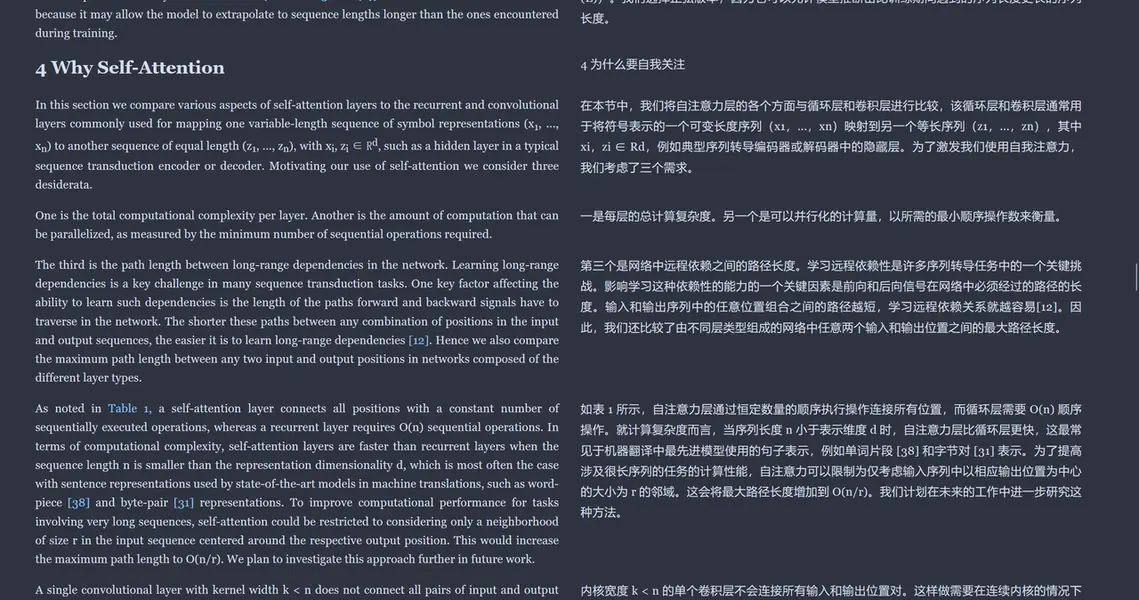 because it may allow the model to extrapolate to sequence lengths longer than the ones encountered
during training.
4 Why Self-Attention
In this section we compare various aspects of self-attention layers to the recurrent and convolutional
layers commonly used for mapping one variable-length sequence of symbol representations (x₁, ...,
xₙ) to another sequence of equal length (z₁, ..., zₙ), with xᵢ, zᵢ ∈ ℝᵈ, such as a hidden layer in a typical
sequence transduction encoder or decoder. Motivating our use of self-attention we consider three
desiderata.
One is the total computational complexity per layer. Another is the amount of computation that can
be parallelized, as measured by the minimum number of sequential operations required.
The third is the path length between long-range dependencies in the network. Learning long-range
dependencies is a key challenge in many sequence transduction tasks. One key factor affecting the
ability to learn such dependencies is the length of the paths forward and backward signals have to
traverse in the network. The shorter these paths between any combination of positions in the input
and output sequences, the easier it is to learn long-range dependencies [12]. Hence we also compare
the maximum path length between any two input and output positions in networks composed of the
different layer types.
As noted in Table 1, a self-attention layer connects all positions with a constant number of
sequentially executed operations, whereas a recurrent layer requires O(n) sequential operations. In
terms of computational complexity, self-attention layers are faster than recurrent layers when the
sequence length n is smaller than the representation dimensionality d, which is most often the case
with sentence representations used by state-of-the-art models in machine translations, such as word-
piece [38] and byte-pair [31] representations. To improve computational performance for tasks
involving very long sequences, self-attention could be restricted to considering only a neighborhood
of size r in the input sequence centered around the respective output position. This would increase
the maximum path length to O(n/r). We plan to investigate this approach further in future work.
A single convolutional layer with kernel width k < n does not connect all pairs of input and output
长度。
4 为什么要自我关注
在本节中，我们将自注意力层的各个方面与循环层和卷积层进行比较，该循环层和卷积层通常用
于将符号表示的一个可变长度序列（x1，...，xn）映射到另一个等长序列（z1，...，zn），其中
xi，zi ∈ Rd，例如典型序列转导编码器或解码器中的隐藏层。为了激发我们使用自我注意力，
我们考虑了三个需求。
一是每层的总计算复杂度。另一个是可以并行化的计算量，以所需的最小顺序操作数来衡量。
第三个是网络中远程依赖之间的路径长度。学习远程依赖性是许多序列转导任务中的一个关键挑
战。影响学习这种依赖性的能力的一个关键因素是前向和后向信号在网络中必须经过的路径的长
度。输入和输出序列中的任意位置组合之间的路径越短，学习远程依赖关系就越容易[12]。因
此，我们还比较了由不同层类型组成的网络中任意两个输入和输出位置之间的最大路径长度。
如表 1 所示，自注意力层通过恒定数量的顺序执行操作连接所有位置，而循环层需要 O(n) 顺序
操作。就计算复杂度而言，当序列长度 n 小于表示维度 d 时，自注意力层比循环层更快，这最常
见于机器翻译中最先进模型使用的句子表示，例如单词片段 [38] 和字节对 [31] 表示。为了提高
涉及很长序列的任务的计算性能，自注意力可以限制为仅考虑输入序列中以相应输出位置为中心
的大小为 r 的邻域。这会将最大路径长度增加到 O(n/r)。我们计划在未来的工作中进一步研究这
种方法。
内核宽度 k < n 的单个卷积层不会连接所有输入和输出位置对。这样做需要在连续内核的情况下